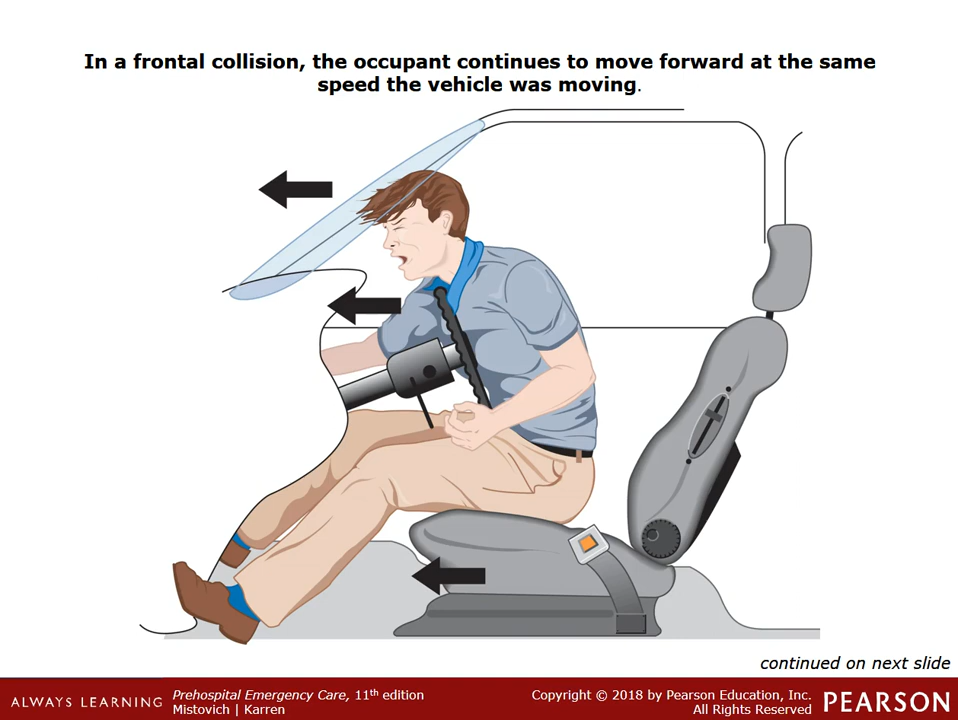 In a frontal collision, the occupant continues to move forward at the same
speed the vehicle was moving.
continued on next slide
ALWAYS LEARNING
Prehospital Emergency Care, 11th edition
Mistovich | Karren
Copyright © 2018 by Pearson Education, Inc.
All Rights Reserved
PEARSON